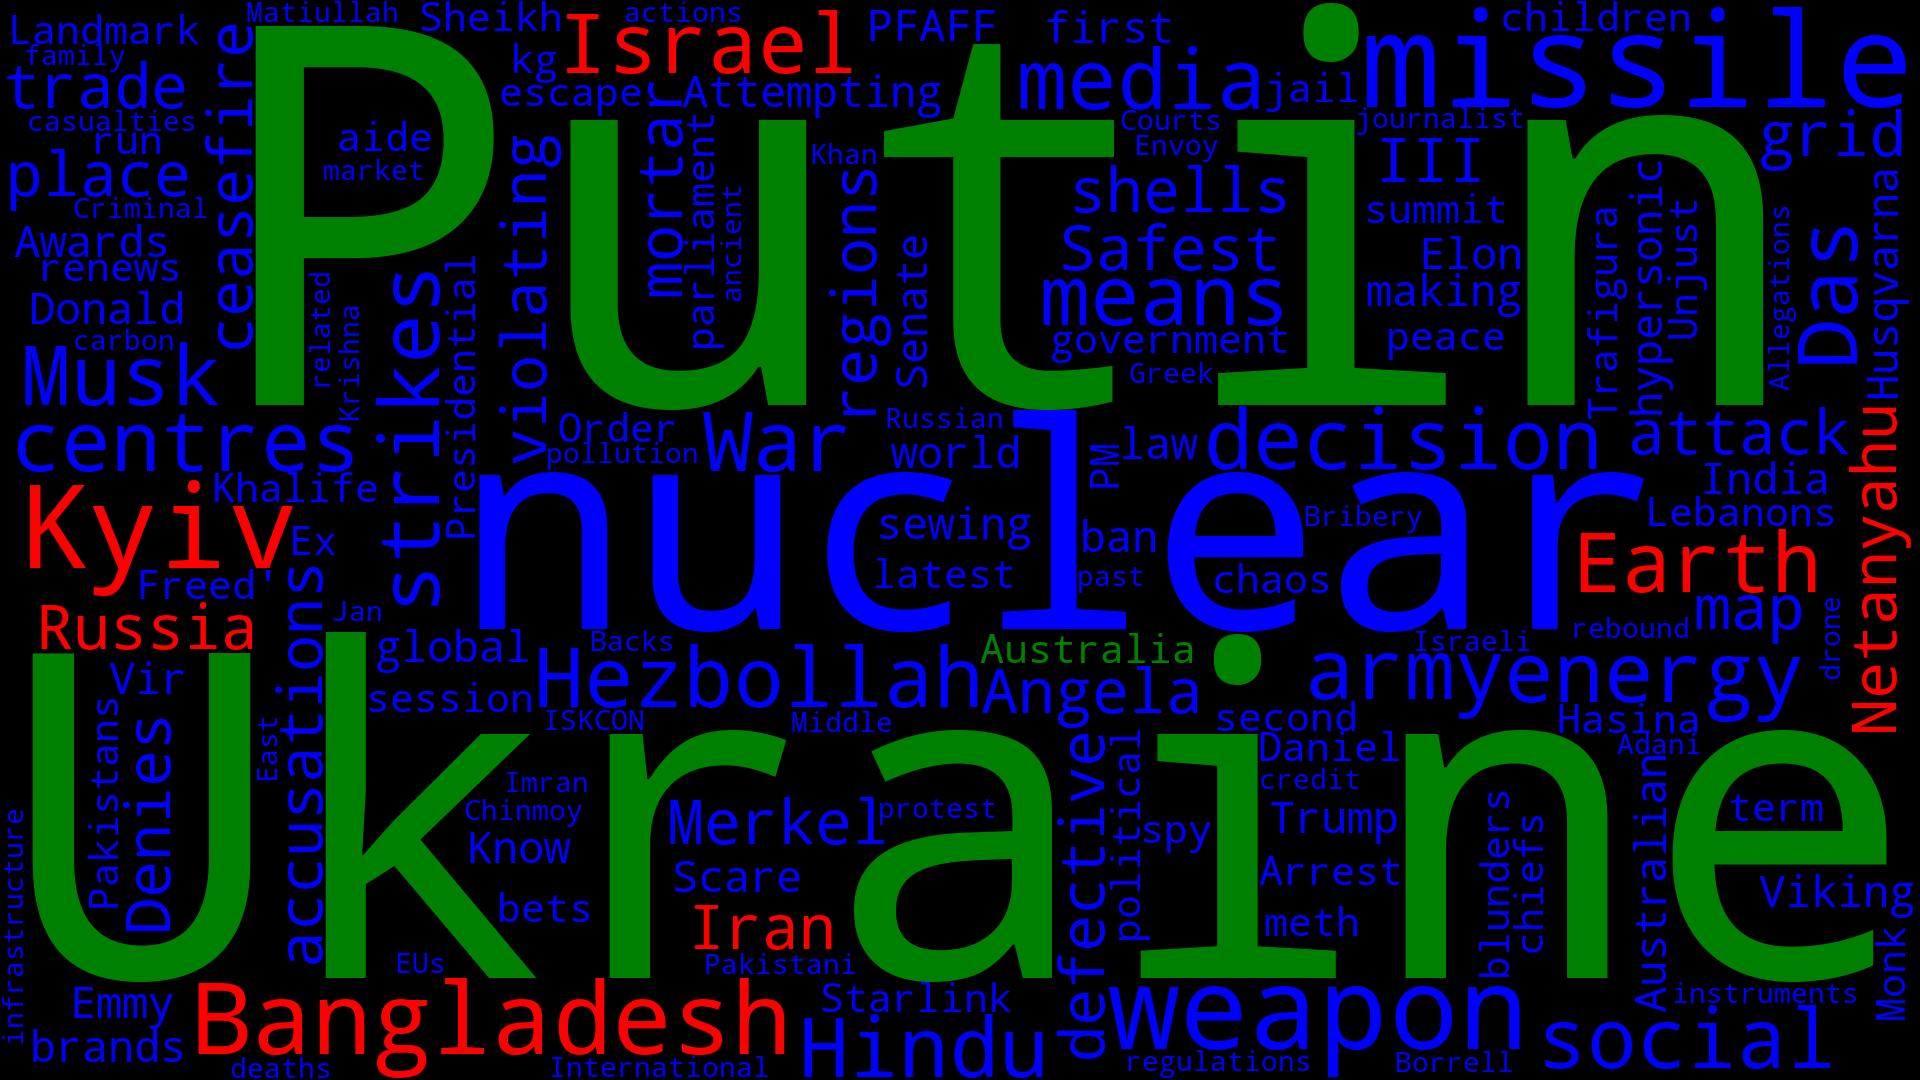 Matiullah
Sheikh
Israel
actions
PFAFF
first
children
missile
Landmark
family
trade
casualties
run
place
Criminal
Awards
renews
Donald
carbon
Musk
centres
ceasefire
Putin
aide
market
kg
escape
mortar
Attempting
media
jail
Courts
Envoy
journalist
III
grid
Khan
violating
parliament
ancient
regions
Senate
shells
Safest
means
government
Greek
summit
Elon
making
peace
Trafigura
hypersonic
Unjust
Allegations
Das
Husqvarna
related
Krishna
strikes
Presidential
Order
pollution
War
Russian
world
PM
law
decision
attack
India
Lebanons
Netanyahu
Kyiv
Khalife
Ex
Freed'
Russia
nuclear
sewing
latest
ban
past
Bribery
chaos
Earth
map
drone
Jan
global
session
Backs
Hezbollah
Australia
Angela
Israeli
rebound
army
energy
Vir
Pakistans
Denies
East
accusations
ISKCON
Middle
second
Hasina
Adani
Ukraine
Imran
Chinmoy
Know
bets
Merkel
protest
Scare
Iran
Pakistani
defective
political
spy
Daniel
credit
Trump
Arrest
meth
blunders
chiefs
Australian
term
Viking
Monk
infrastructure
EUs
Emmy
brands
Bangladesh
deaths
International
Starlink
Hindu
weapon
regulations
Borrell
social
instruments